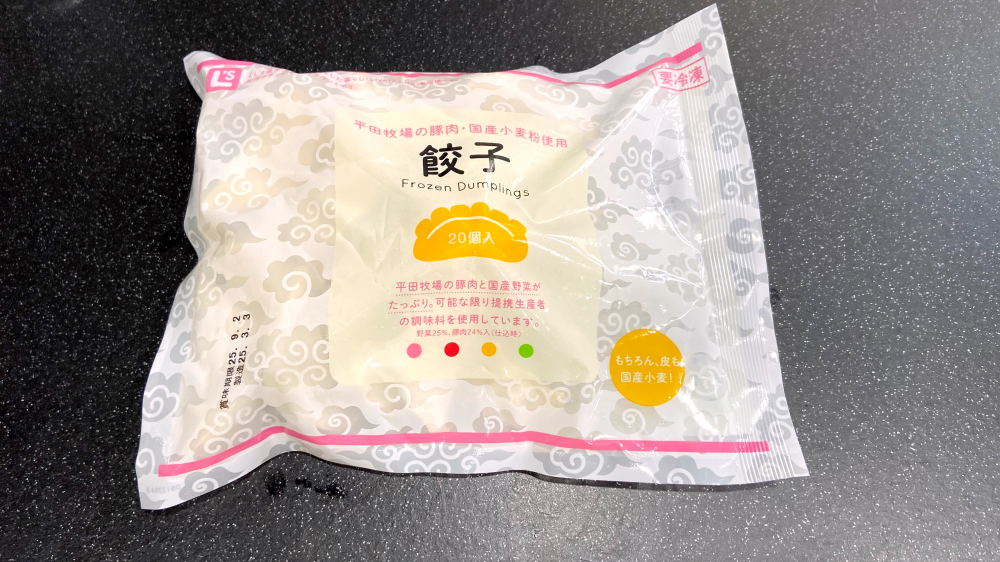 L's
要冷凍
平田牧場の豚肉・国産小麦粉使用
餃子
Frozen Dumplings
20個入
平田牧場の豚肉と国産野菜が
たっぷり。可能な限り提携生産者
の調味料を使用しています。
野菜25%、豚肉24%入(仕込時)
もちろん、皮も
国産小麦!
賞味期限25.9.2
製造25.3.3